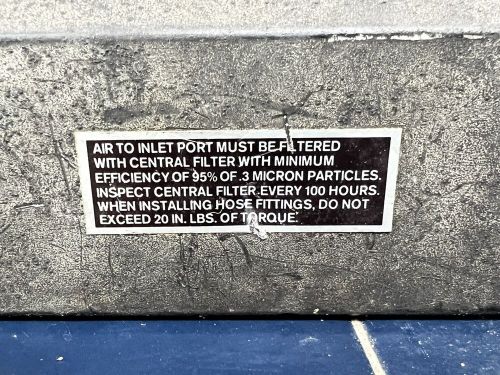 AIR TO INLET PORT MUST BE FILTERED
WITH CENTRAL FILTER WITH MINIMUM
EFFICIENCY OF 95% OF .3 MICRON PARTICLES.
INSPECT CENTRAL FILTER EVERY 100 HOURS.
WHEN INSTALLING HOSE FITTINGS, DO NOT
EXCEED 20 IN. LBS. OF TORQUE.